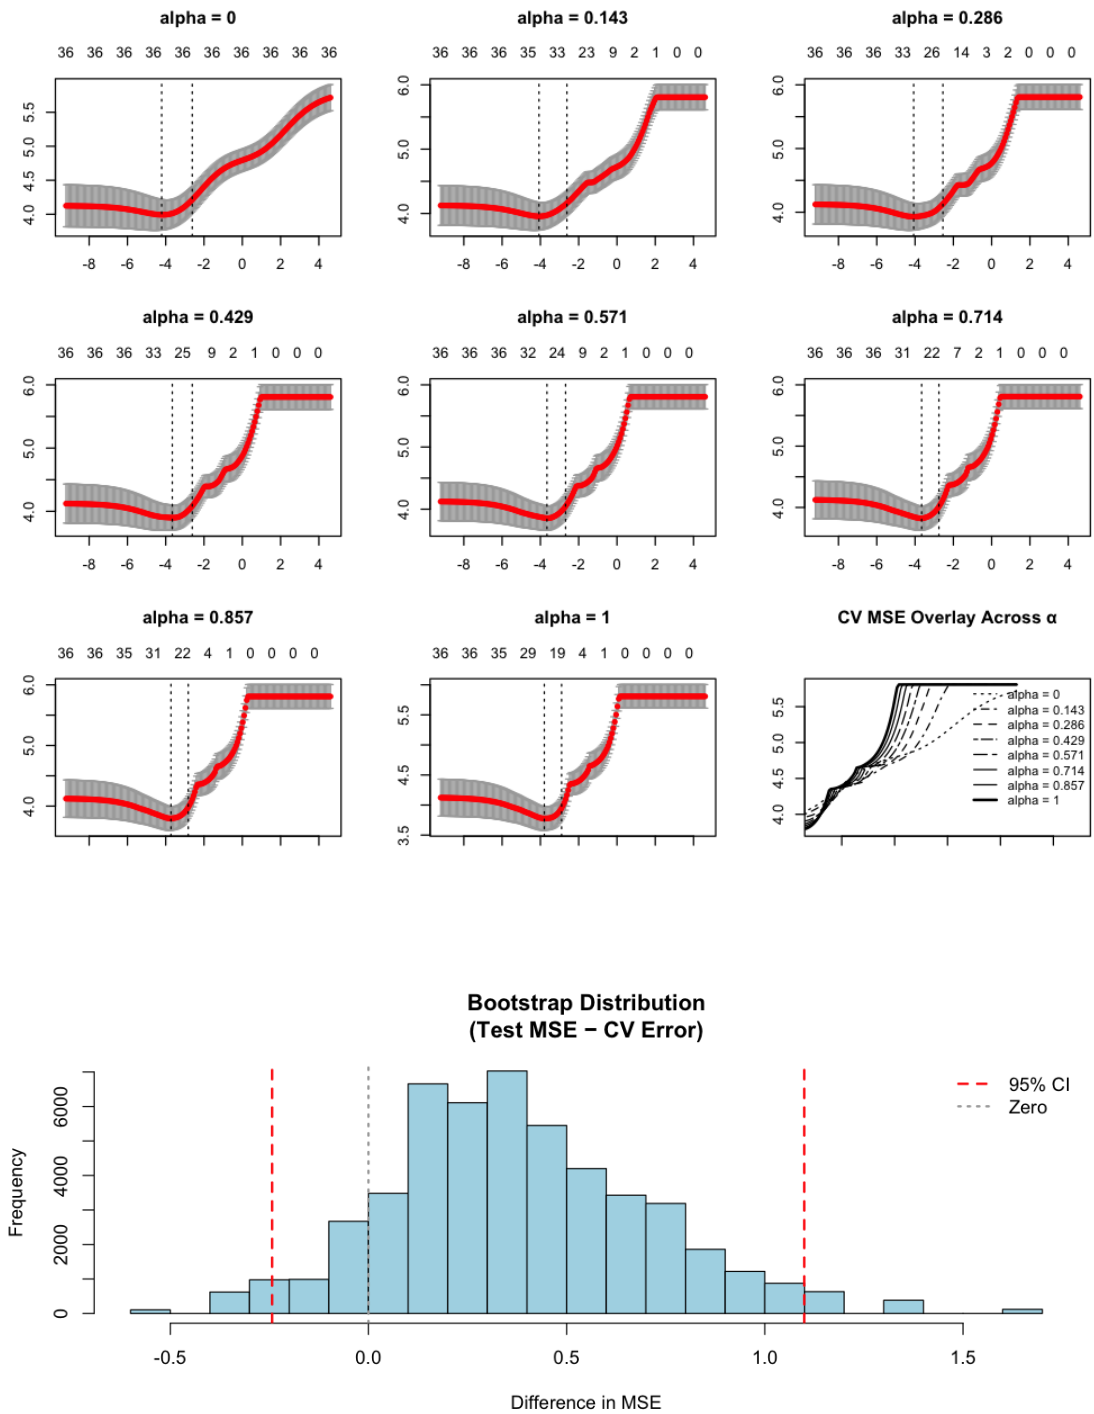 alpha = 0
36 36 36 36 36 36 36 36 36 36
4.0 4.5 5.0 5.5
-8 -6 -4 -2 0 2 4
alpha = 0.143
36 36 36 35 33 23 9 2 1 0 0
4.0 5.0 6.0
-8 -6 -4 -2 0 2 4
alpha = 0.286
36 36 36 33 26 14 3 2 0 0 0
4.0 5.0 6.0
-8 -6 -4 -2 0 2 4
alpha = 0.429
36 36 36 33 25 9 2 1 0 0 0
4.0 5.0 6.0
-8 -6 -4 -2 0 2 4
alpha = 0.571
36 36 36 32 24 9 2 1 0 0 0
4.0 5.0 6.0
-8 -6 -4 -2 0 2 4
alpha = 0.714
36 36 36 31 22 7 2 1 0 0 0
4.0 5.0 6.0
-8 -6 -4 -2 0 2 4
alpha = 0.857
36 36 35 31 22 4 1 0 0 0 0
4.0 5.0 6.0
alpha = 1
36 36 35 29 19 4 1 0 0 0 0
3.5 4.5 5.5
CV MSE Overlay Across α
4.0 4.5 5.0 5.5
alpha = 0
alpha = 0.143
alpha = 0.286
alpha = 0.429
alpha = 0.571
alpha = 0.714
alpha = 0.857
alpha = 1
Bootstrap Distribution
(Test MSE − CV Error)
95% CI
Zero
Frequency
0 2000 4000 6000
-0.5 0.0 0.5 1.0 1.5
Difference in MSE